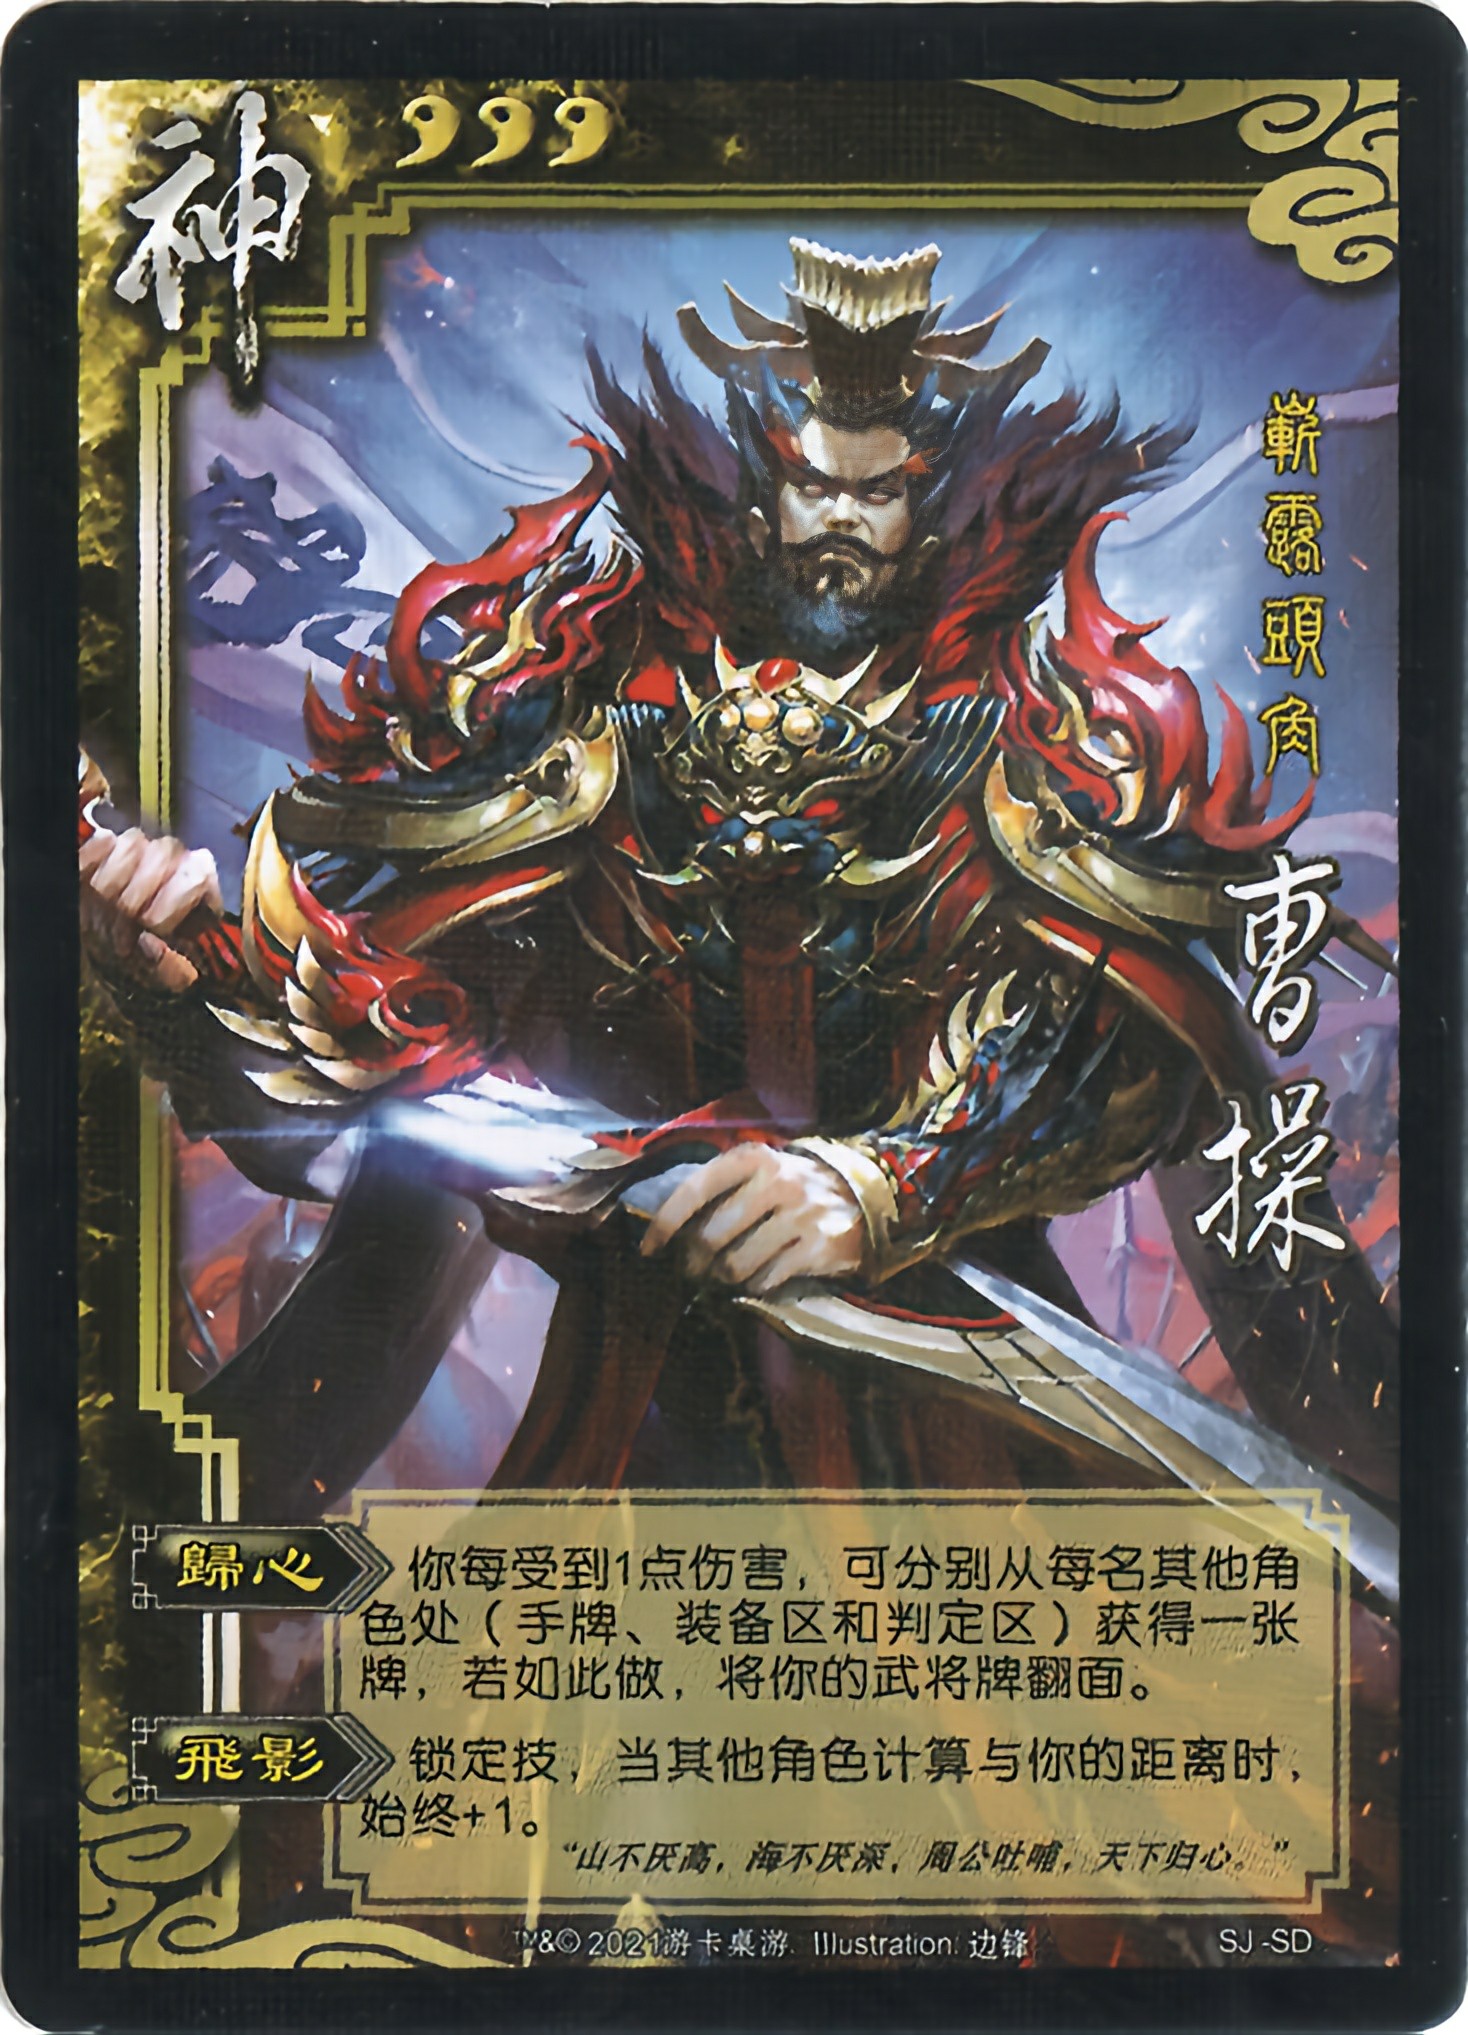 神
嶄露頭角
曹操
歸心
你每受到1点伤害，可分别从每名其他角
色处（手牌、装备区和判定区）获得一张
牌，若如此做，将你的武将牌翻面。
飛影
锁定技，当其他角色计算与你的距离时，
始终+1。
“山不厌高，海不厌深，周公吐哺，天下归心。”
™&© 2021游卡桌游. Illustration: 边锋
SJ-SD